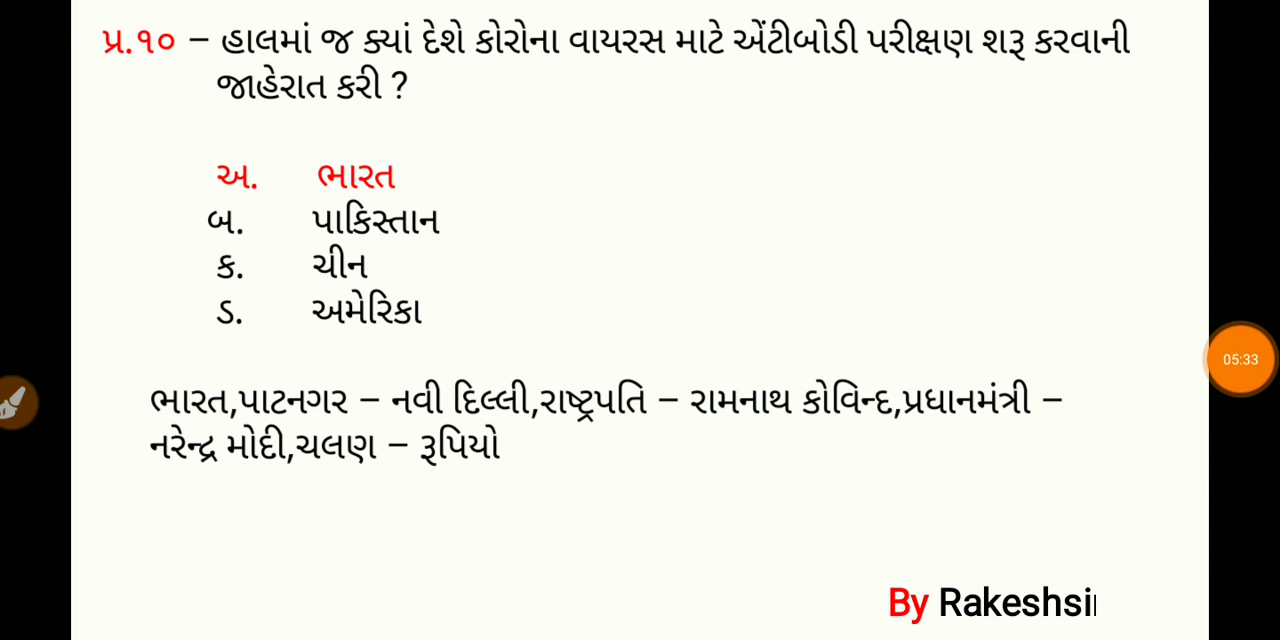 પ્ર.૧૦ – હાલમાં જ ક્યાં દેશે કોરોના વાયરસ માટે એંટીબોડી પરીક્ષણ શરૂ કરવાની
જાહેરાત કરી ?
અ. ભારત
બ. પાકિસ્તાન
ક. ચીન
ડ. અમેરિકા
05:33
ભારત,પાટનગર – નવી દિલ્લી,રાષ્ટ્રપતિ – રામનાથ કોવિન્દ,પ્રધાનમંત્રી –
નરેન્દ્ર મોદી,ચલણ – રૂપિયો
By Rakeshsi